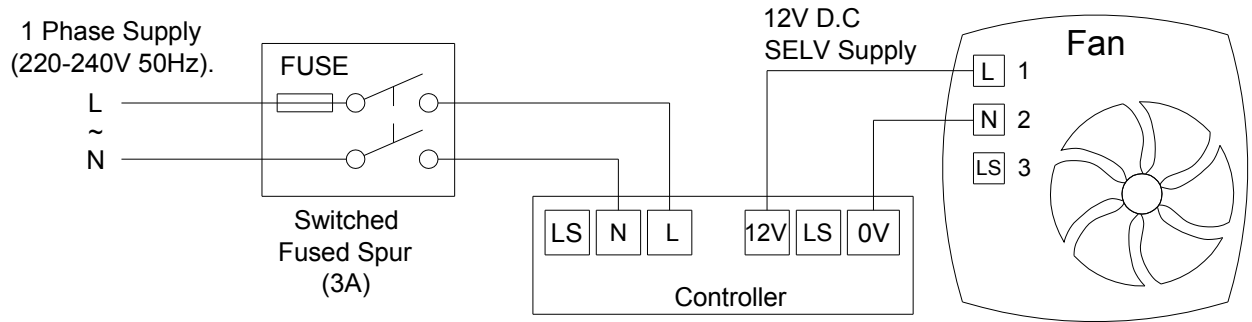 1 Phase Supply
(220-240V 50Hz).
L
~
N
FUSE
Switched
Fused Spur
(3A)
12V D.C
SELV Supply
Fan
L 1
N 2
LS 3
LS N L 12V LS 0V
Controller